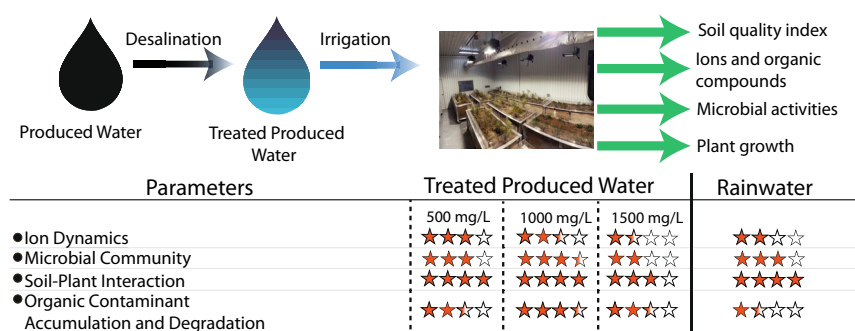 Desalination
Irrigation
Produced Water
Treated Produced
Water
Soil quality index
Ions and organic
compounds
Microbial activities
Plant growth
Parameters Treated Produced Water Rainwater
500 mg/L 1000 mg/L 1500 mg/L
Ion Dynamics
Microbial Community
Soil-Plant Interaction
Organic Contaminant
Accumulation and Degradation